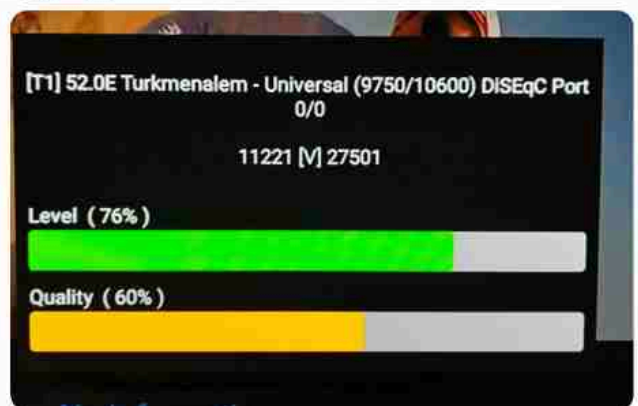 [T1] 52.0E Turkmenalem - Universal (9750/10600) DiSEqC Port
0/0
11221 [V] 27501
Level ( 76% )
Quality ( 60% )